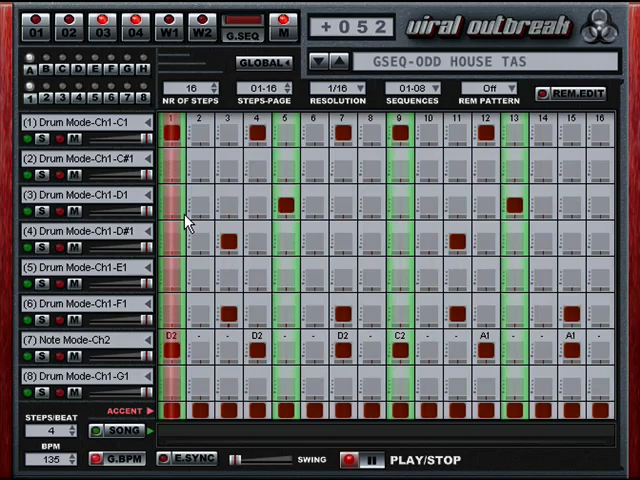 01 02 03 04 W1 W2 G.SEQ M +052 viral outbreak
A B C D E F G H GLOBAL GSEQ-ODD HOUSE TAS
1 2 3 4 5 6 7 8 16 01-16 1/16 01-08 Off REM.EDIT
NR OF STEPS STEPS-PAGE RESOLUTION SEQUENCES REM PATTERN
(1) Drum Mode-Ch1-C1 1 2 3 4 5 6 7 8 9 10 11 12 13 14 15 16
S M
(2) Drum Mode-Ch1-C#1
S M
(3) Drum Mode-Ch1-D1
S M
(4) Drum Mode-Ch1-D#1
S M
(5) Drum Mode-Ch1-E1
S M
(6) Drum Mode-Ch1-F1
S M
(7) Note Mode-Ch2 D2 - - D2 - - D2 - C2 - - A1 - - A1 -
S M
(8) Drum Mode-Ch1-G1
S M
ACCENT
STEPS/BEAT
4 SONG
BPM
135 G.BPM E.SYNC SWING PLAY/STOP